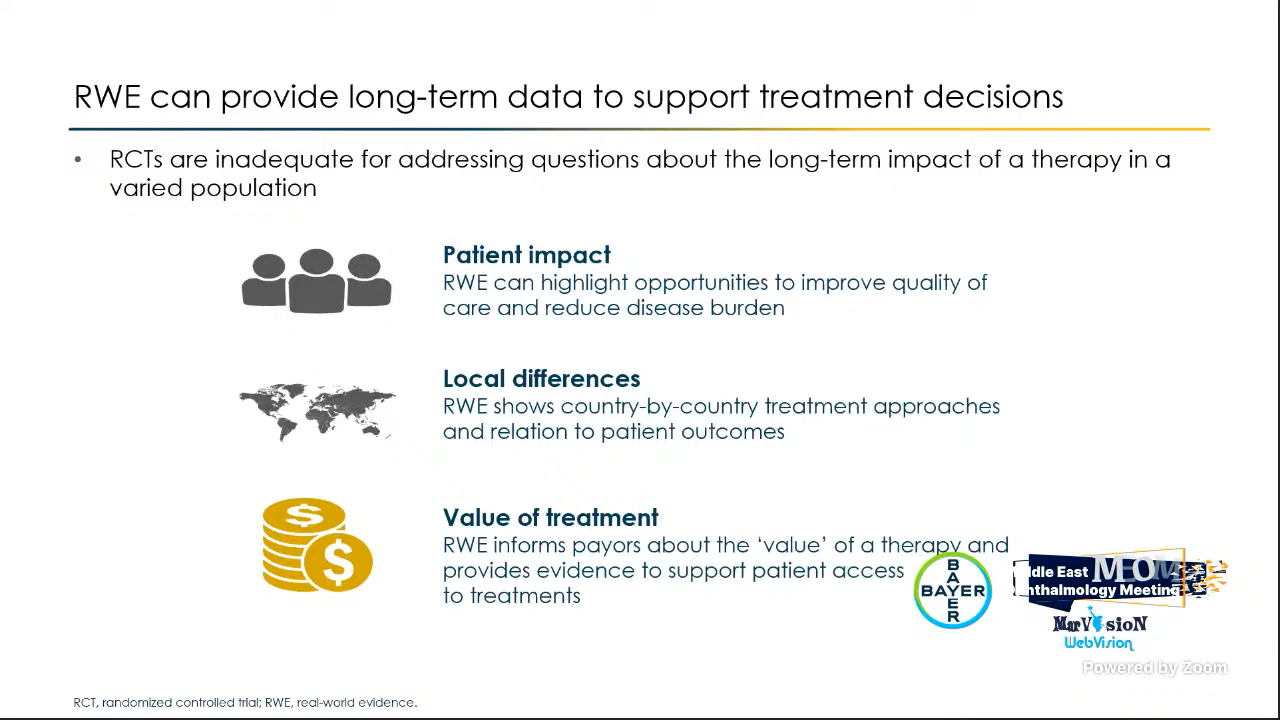 RWE can provide long-term data to support treatment decisions
• RCTs are inadequate for addressing questions about the long-term impact of a therapy in a
varied population
Patient impact
RWE can highlight opportunities to improve quality of
care and reduce disease burden
Local differences
RWE shows country-by-country treatment approaches
and relation to patient outcomes
$
$
Value of treatment
RWE informs payors about the ‘value’ of a therapy and
provides evidence to support patient access
to treatments
BAYER
BAYER
East
Meeting
MarVisioN
WebVision
Powered by Zoom
RCT, randomized controlled trial; RWE, real-world evidence.